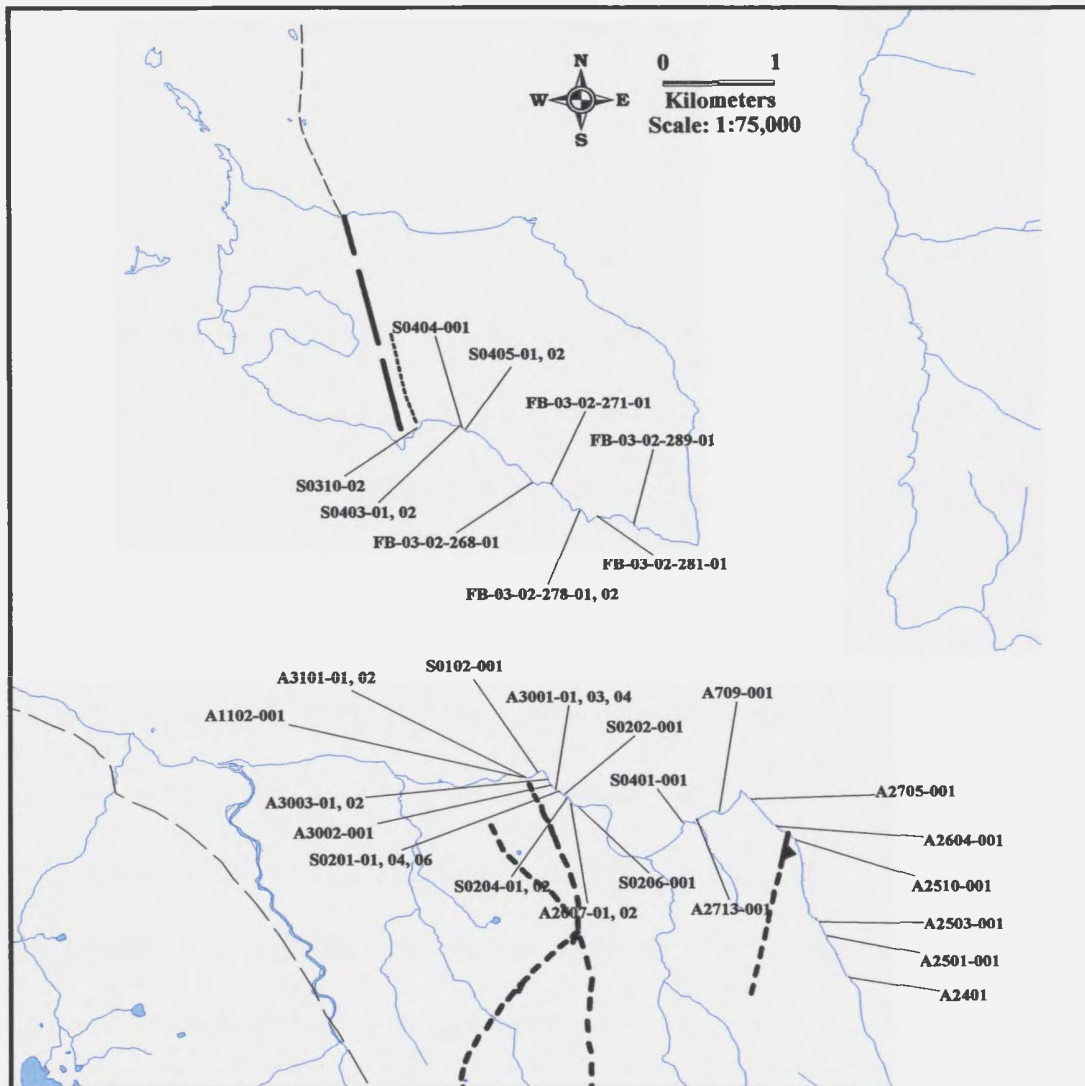 N
W E
S
0 1
Kilometers
Scale: 1:75,000
S0404-001
S0405-01, 02
FB-03-02-271-01
FB-03-02-289-01
S0310-02
S0403-01, 02
FB-03-02-268-01
FB-03-02-281-01
FB-03-02-278-01, 02
S0102-001
A3101-01, 02
A3001-01, 03, 04
A709-001
A1102-001
S0202-001
S0401-001
A2705-001
A3003-01, 02
A3002-001
A2604-001
S0201-01, 04, 06
S0204-01, 02
S0206-001
A2510-001
A2607-01, 02
A2713-001
A2503-001
A2501-001
A2401